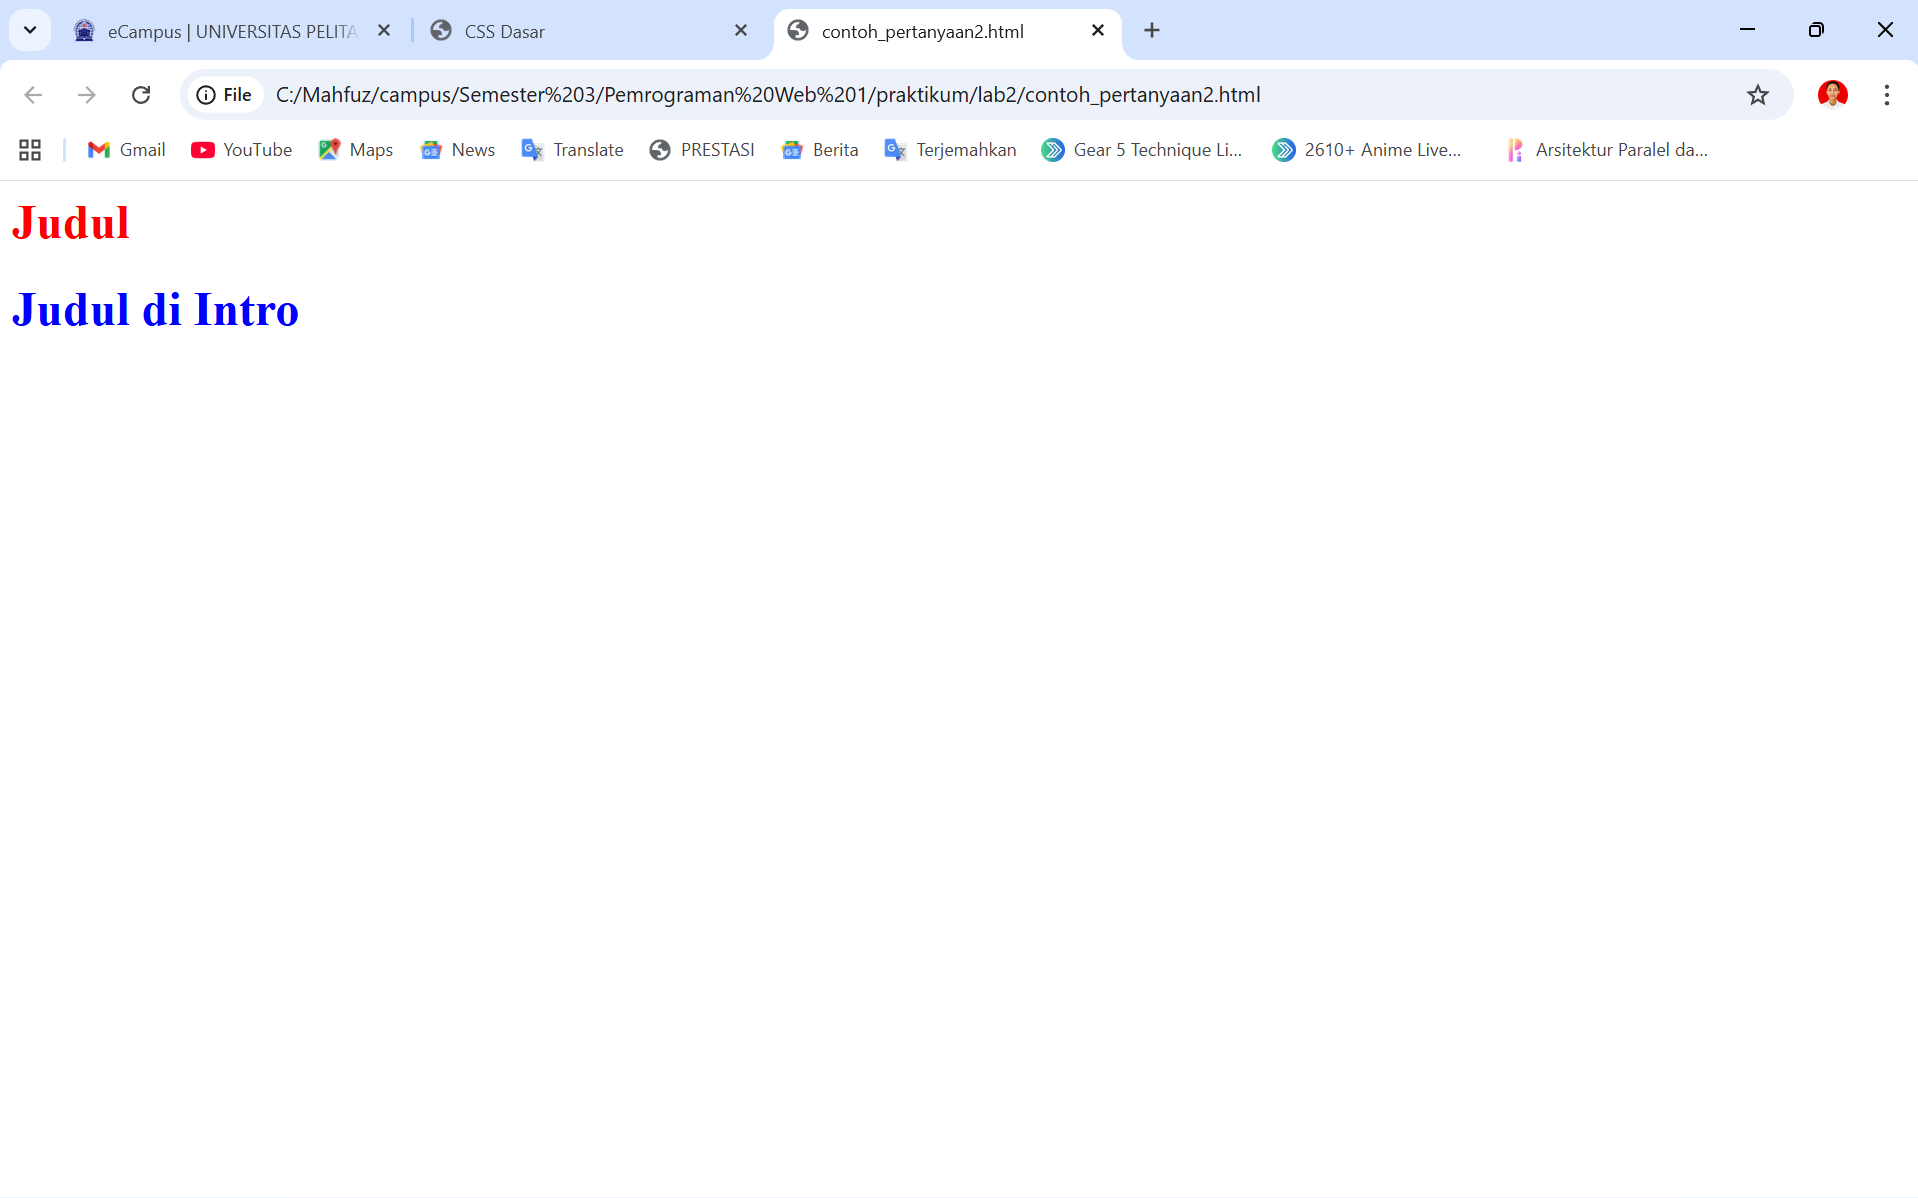 eCampus | UNIVERSITAS PELITA
CSS Dasar
contoh_pertanyaan2.html
File
C:/Mahfuz/campus/Semester%203/Pemrograman%20Web%201/praktikum/lab2/contoh_pertanyaan2.html
Gmail
YouTube
Maps
News
Translate
PRESTASI
Berita
Terjemahkan
Gear 5 Technique Li...
2610+ Anime Live...
Arsitektur Paralel da...
Judul
Judul di Intro